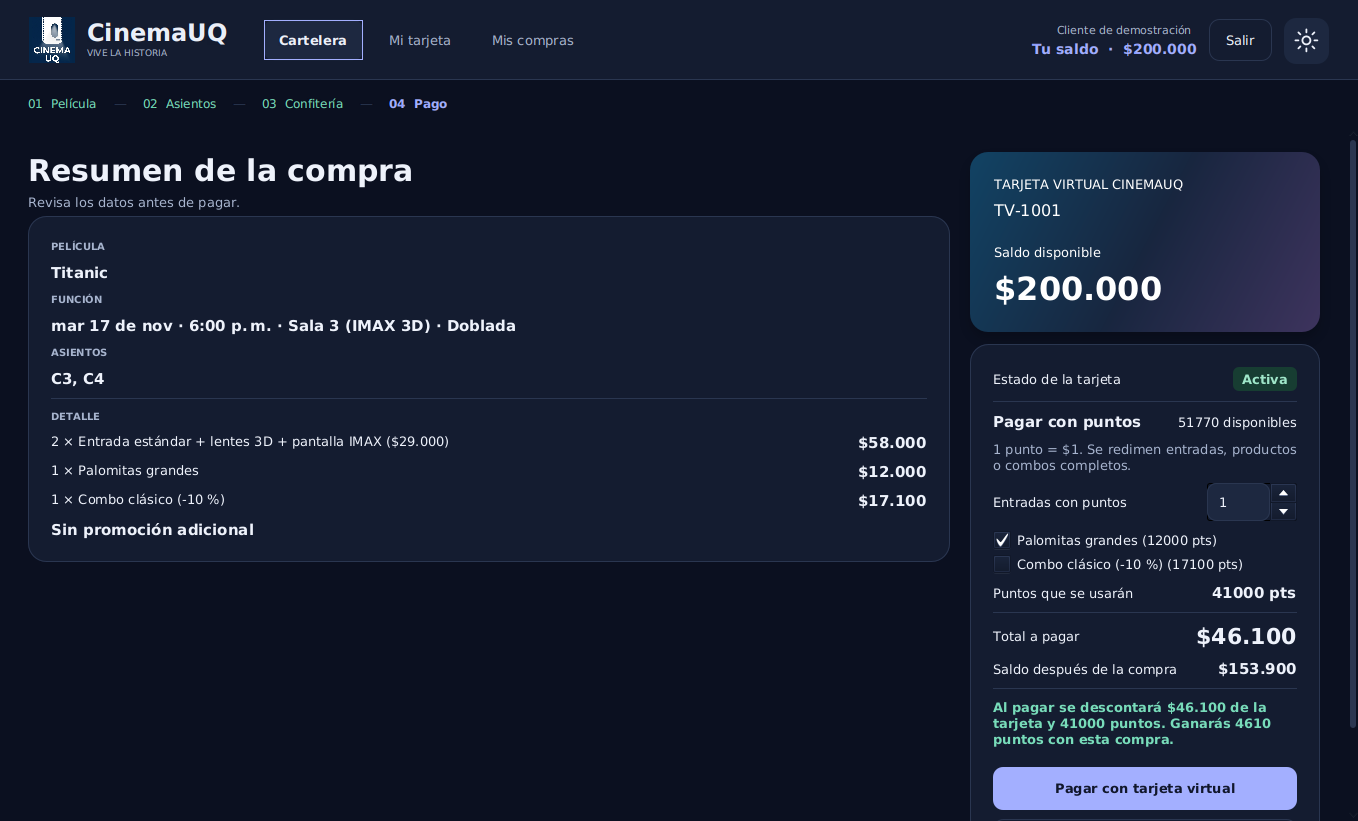 CINEMA
UQ
CinemaUQ
VIVE LA HISTORIA
Cartelera
Mi tarjeta
Mis compras
Cliente de demostración
Tu saldo · $200.000
Salir
01 Película — 02 Asientos — 03 Confitería — 04 Pago
Resumen de la compra
Revisa los datos antes de pagar.
PELÍCULA
Titanic
FUNCIÓN
mar 17 de nov · 6:00 p. m. · Sala 3 (IMAX 3D) · Doblada
ASIENTOS
C3, C4
DETALLE
2 × Entrada estándar + lentes 3D + pantalla IMAX ($29.000) $58.000
1 × Palomitas grandes $12.000
1 × Combo clásico (-10 %) $17.100
Sin promoción adicional
TARJETA VIRTUAL CINEMAUQ
TV-1001
Saldo disponible
$200.000
Estado de la tarjeta Activa
Pagar con puntos 51770 disponibles
1 punto = $1. Se redimen entradas, productos
o combos completos.
Entradas con puntos 1
Palomitas grandes (12000 pts)
Combo clásico (-10 %) (17100 pts)
Puntos que se usarán 41000 pts
Total a pagar $46.100
Saldo después de la compra $153.900
Al pagar se descontará $46.100 de la
tarjeta y 41000 puntos. Ganarás 4610
puntos con esta compra.
Pagar con tarjeta virtual